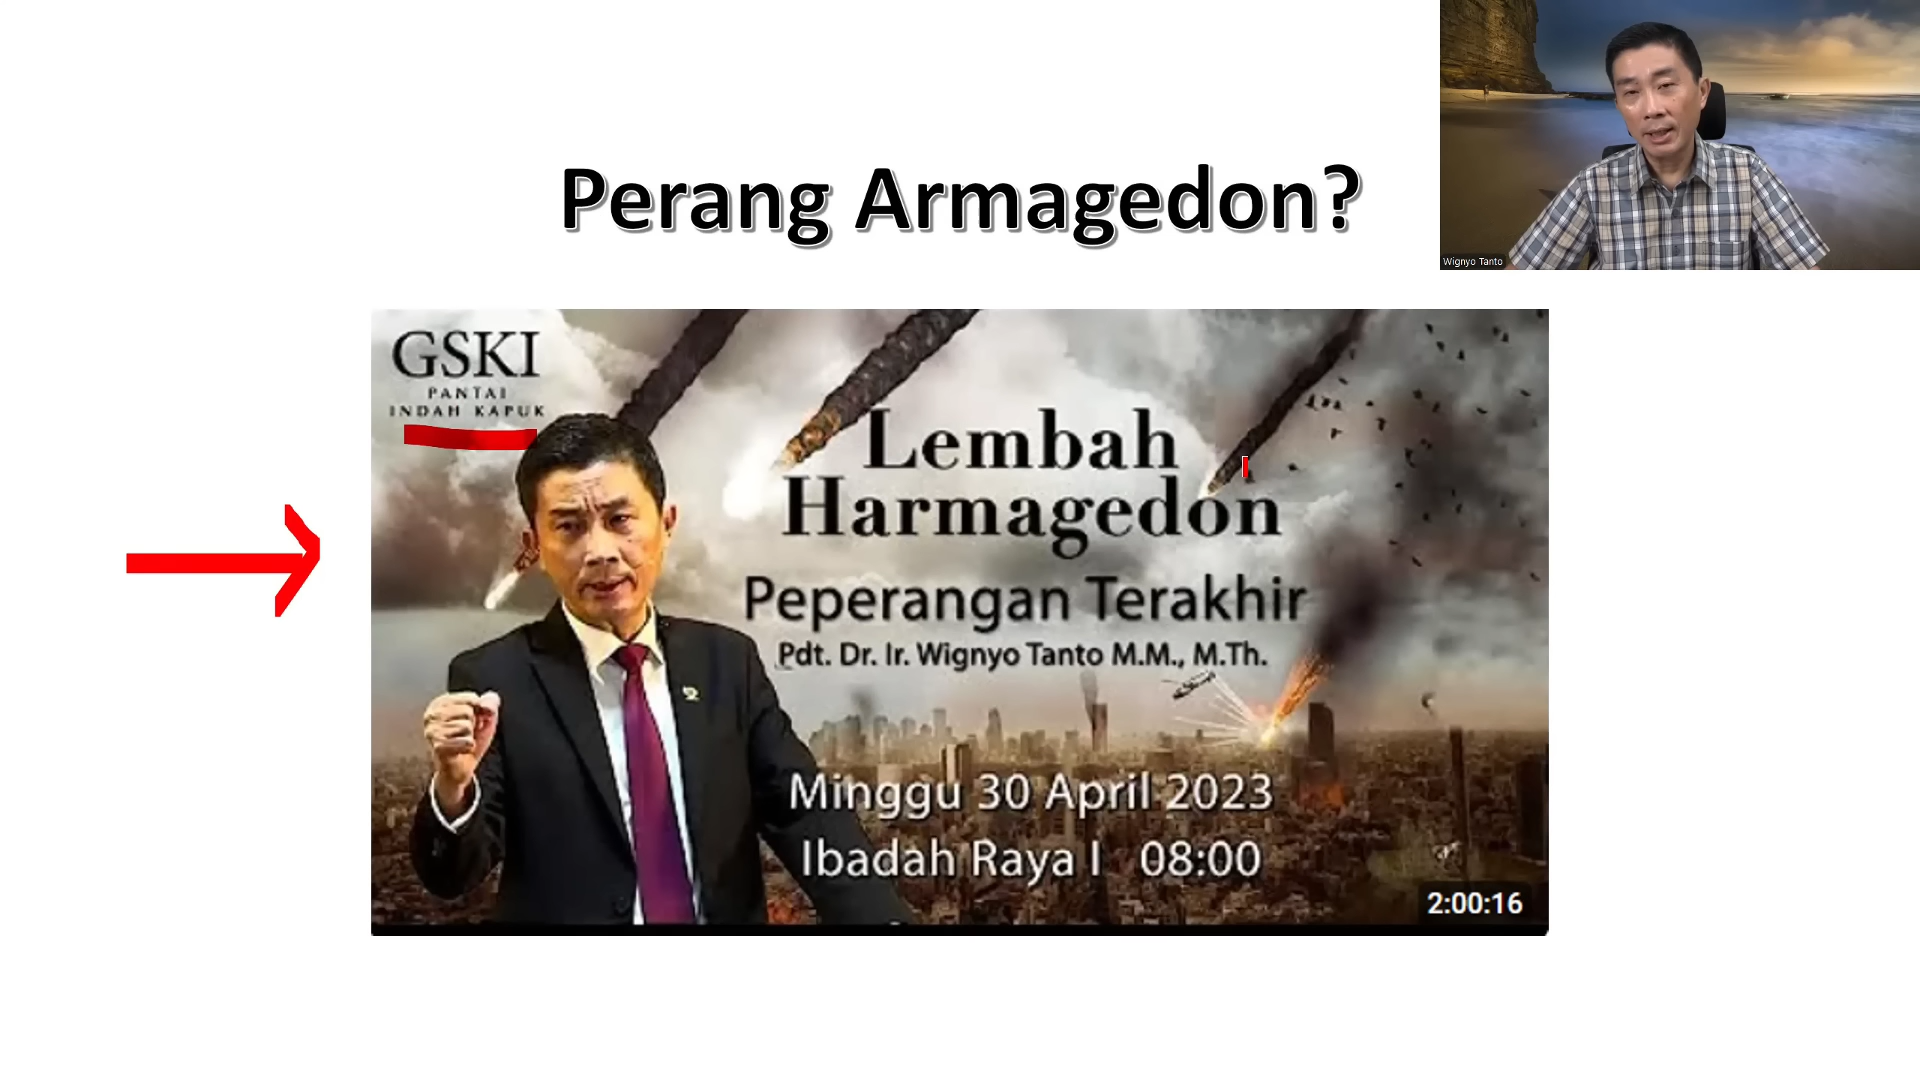 Perang Armagedon?
Wignyo Tanto
GSKI
PANTAI
INDAH KAPUK
Lembah
Harmagedon
Peperangan Terakhir
Pdt. Dr. Ir. Wignyo Tanto M.M., M.Th.
Minggu 30 April 2023
Ibadah Raya I 08:00
2:00:16